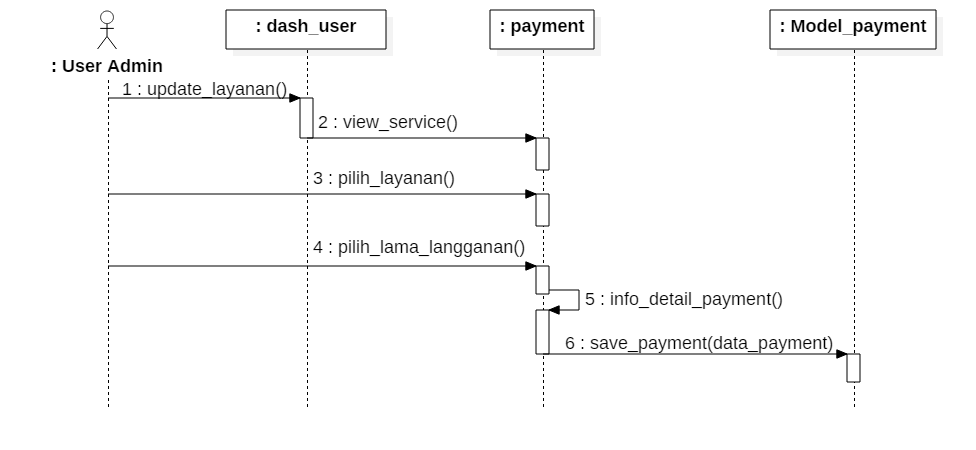 : dash_user
: payment
: Model_payment
: User Admin
1 : update_layanan()
2 : view_service()
3 : pilih_layanan()
4 : pilih_lama_langganan()
5 : info_detail_payment()
6 : save_payment(data_payment)